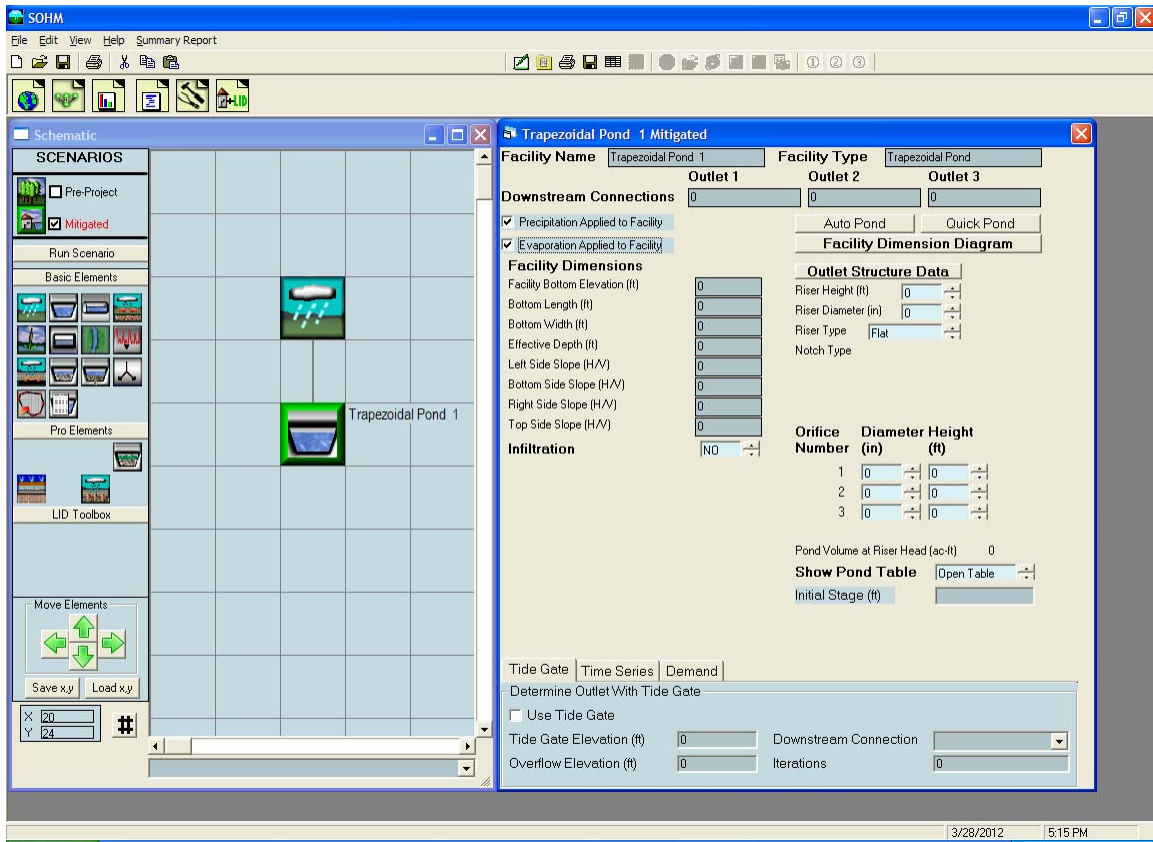 SOHM
File Edit View Help Summary Report
① ② ③
+LID
Schematic
SCENARIOS
Pre-Project
Mitigated
Run Scenario
Basic Elements
Pro Elements
LID Toolbox
Move Elements
Save x,y Load x,y
X 20
Y 24
#
Trapezoidal Pond 1
Trapezoidal Pond 1 Mitigated
Facility Name Trapezoidal Pond 1 Facility Type Trapezoidal Pond
Outlet 1 Outlet 2 Outlet 3
Downstream Connections 0 0 0
Precipitation Applied to Facility Auto Pond Quick Pond
Evaporation Applied to Facility Facility Dimension Diagram
Facility Dimensions
Facility Bottom Elevation (ft) 0
Bottom Length (ft) 0
Bottom Width (ft) 0
Effective Depth (ft) 0
Left Side Slope (H/V) 0
Bottom Side Slope (H/V) 0
Right Side Slope (H/V) 0
Top Side Slope (H/V) 0
Infiltration NO
Outlet Structure Data
Riser Height (ft) 0
Riser Diameter (in) 0
Riser Type Flat
Notch Type
Orifice Diameter Height
Number (in) (ft)
1 0 0
2 0 0
3 0 0
Pond Volume at Riser Head (ac-ft) 0
Show Pond Table Open Table
Initial Stage (ft)
Tide Gate Time Series Demand
Determine Outlet With Tide Gate
Use Tide Gate
Tide Gate Elevation (ft) 0 Downstream Connection
Overflow Elevation (ft) 0 Iterations 0
3/28/2012 5:15 PM